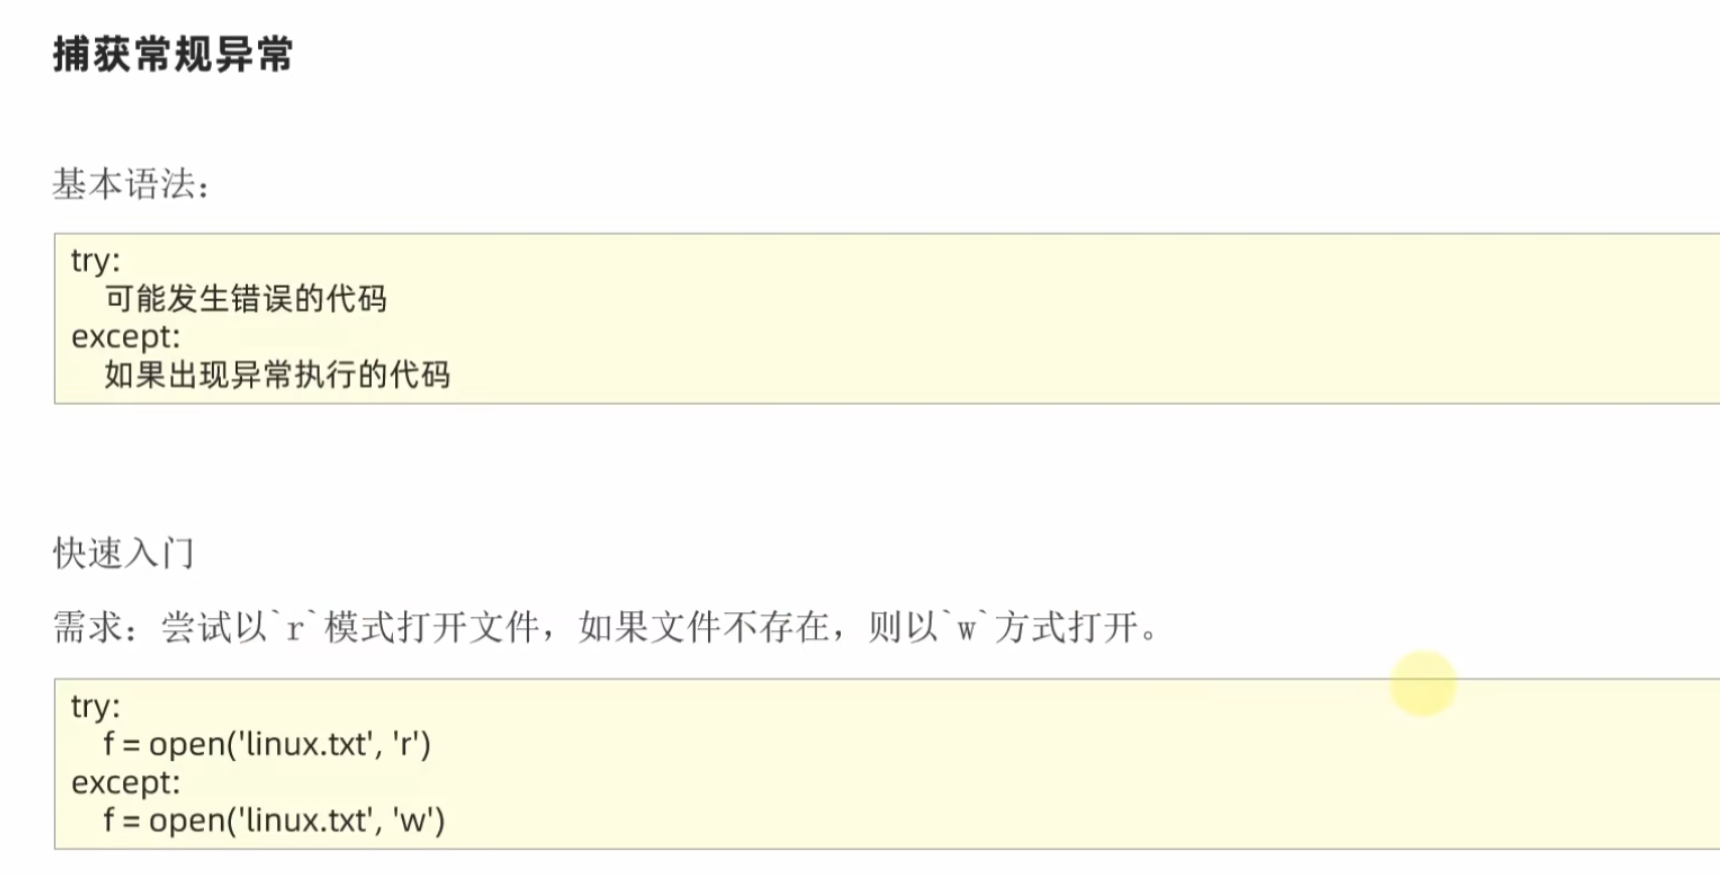 捕获常规异常
基本语法：
try:
    可能发生错误的代码
except:
    如果出现异常执行的代码
快速入门
需求：尝试以`r`模式打开文件，如果文件不存在，则以`w`方式打开。
try:
    f = open('linux.txt', 'r')
except:
    f = open('linux.txt', 'w')